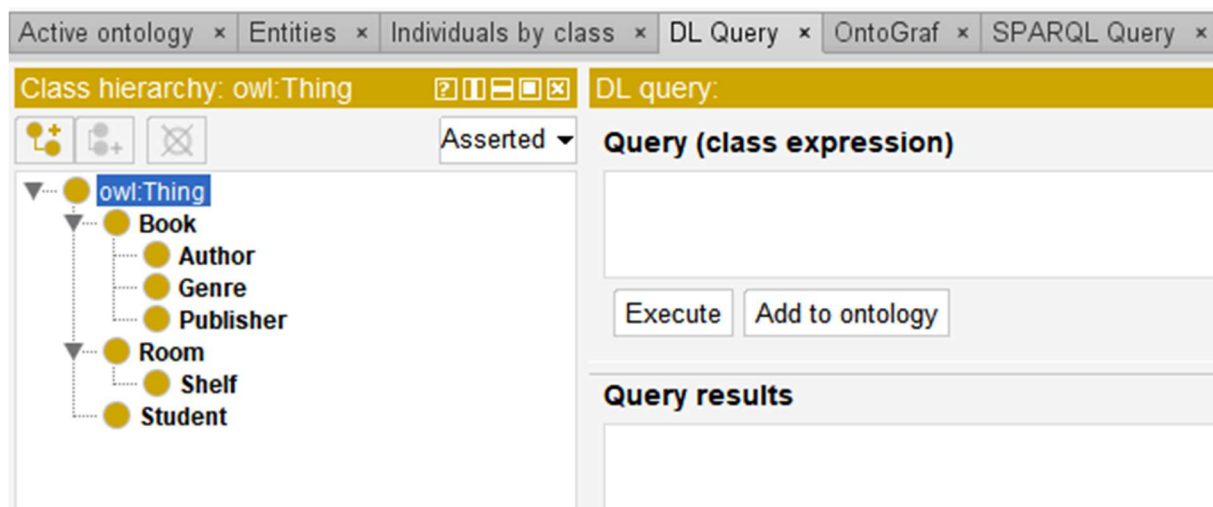 Active ontology × Entities × Individuals by class × DL Query × OntoGraf × SPARQL Query ×
Class hierarchy: owl:Thing
Asserted
owl:Thing
Book
Author
Genre
Publisher
Room
Shelf
Student
DL query:
Query (class expression)
Execute Add to ontology
Query results